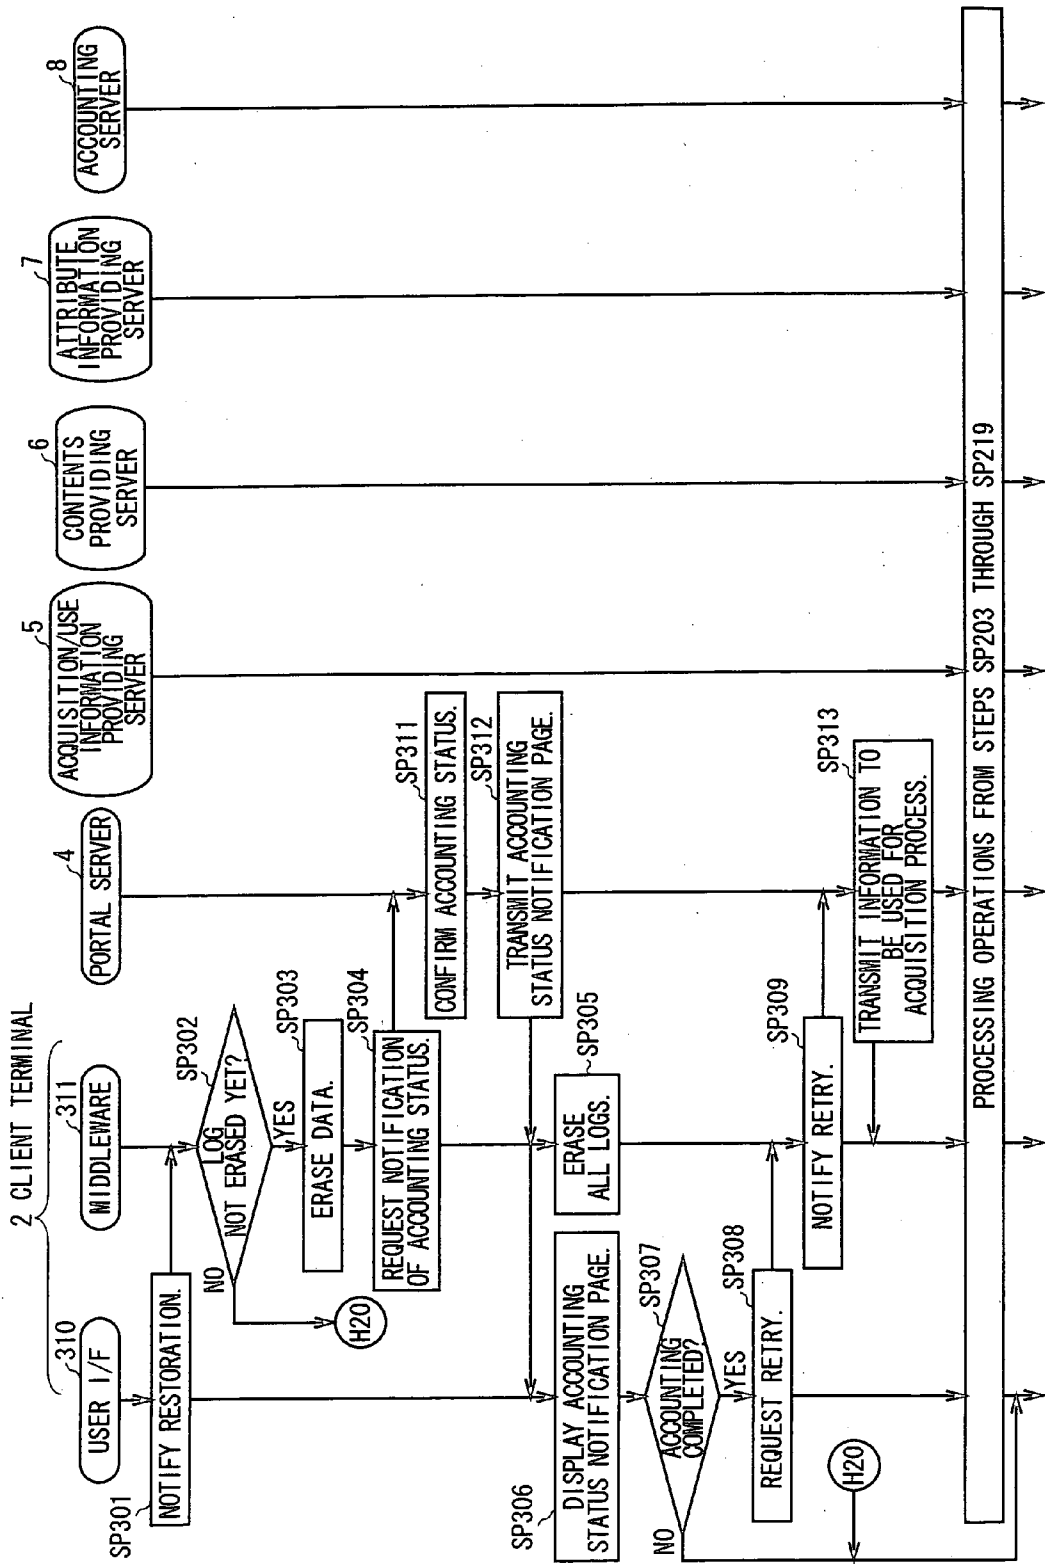 2 CLIENT TERMINAL
310
USER I/F
311
MIDDLEWARE
4
PORTAL SERVER
5
ACQUISITION/USE
INFORMATION
PROVIDING
SERVER
6
CONTENTS
PROVIDING
SERVER
7
ATTRIBUTE
INFORMATION
PROVIDING
SERVER
8
ACCOUNTING
SERVER
SP301
NOTIFY RESTORATION.
SP302
LOG
NOT ERASED YET?
NO
YES
H20
SP303
ERASE DATA.
SP304
REQUEST NOTIFICATION
OF ACCOUNTING STATUS.
SP311
CONFIRM ACCOUNTING STATUS.
SP312
TRANSMIT ACCOUNTING
STATUS NOTIFICATION PAGE.
SP305
ERASE
ALL LOGS.
SP306
DISPLAY ACCOUNTING
STATUS NOTIFICATION PAGE.
SP307
ACCOUNTING
COMPLETED?
NO
YES
SP308
REQUEST RETRY.
SP309
NOTIFY RETRY.
SP313
TRANSMIT INFORMATION TO
BE USED FOR
ACQUISITION PROCESS.
H20
PROCESSING OPERATIONS FROM STEPS SP203 THROUGH SP219